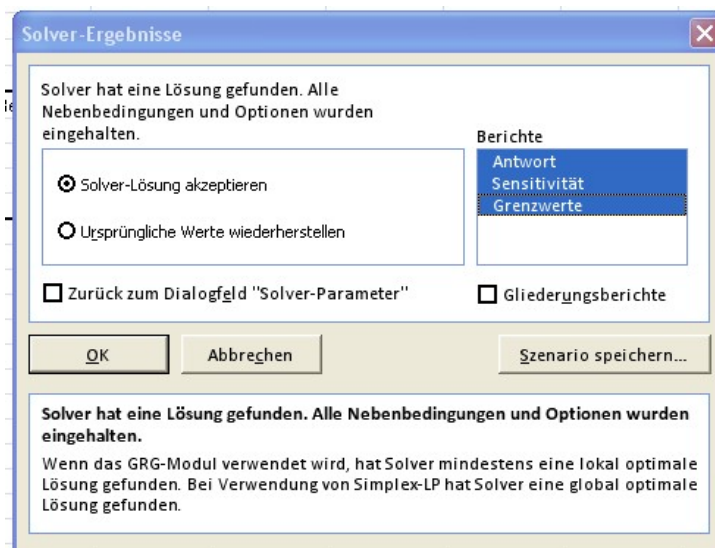 Solver-Ergebnisse
Solver hat eine Lösung gefunden. Alle
Nebenbedingungen und Optionen wurden
eingehalten.
Berichte
Antwort
Sensitivität
Grenzwerte
Solver-Lösung akzeptieren
Ursprüngliche Werte wiederherstellen
Zurück zum Dialogfeld "Solver-Parameter"
Gliederungsberichte
OK
Abbrechen
Szenario speichern...
Solver hat eine Lösung gefunden. Alle Nebenbedingungen und Optionen wurden
eingehalten.
Wenn das GRG-Modul verwendet wird, hat Solver mindestens eine lokal optimale
Lösung gefunden. Bei Verwendung von Simplex-LP hat Solver eine global optimale
Lösung gefunden.